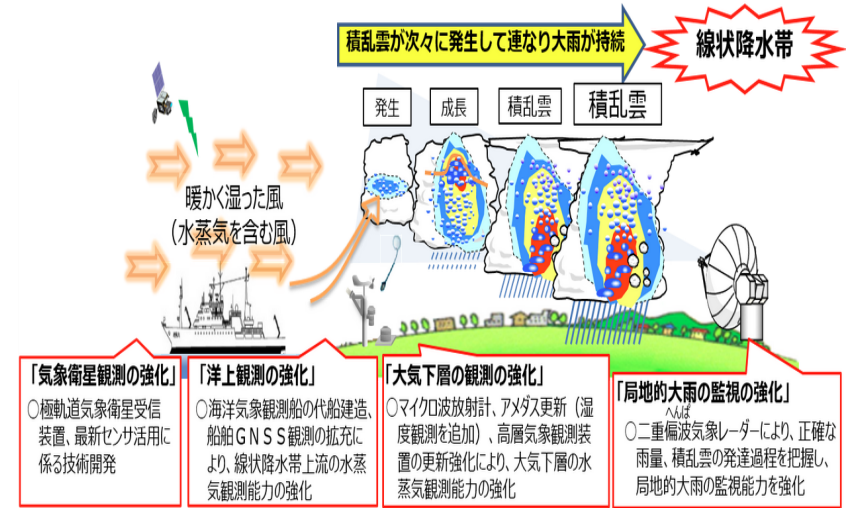 積乱雲が次々に発生して連なり大雨が持続
線状降水帯
発生
成長
積乱雲
積乱雲
暖かく湿った風
（水蒸気を含む風）
「気象衛星観測の強化」
○極軌道気象衛星受信
装置、最新センサ活用に
係る技術開発
「洋上観測の強化」
○海洋気象観測船の代船建造、
船舶ＧＮＳＳ観測の拡充に
より、線状降水帯上流の水蒸
気観測能力の強化
「大気下層の観測の強化」
○マイクロ波放射計、アメダス更新（湿
度観測を追加）、高層気象観測装
置の更新強化により、大気下層の水
蒸気観測能力の強化
「局地的大雨の監視の強化」
へんぱ
○二重偏波気象レーダーにより、正確な
雨量、積乱雲の発達過程を把握し、
局地的大雨の監視能力を強化